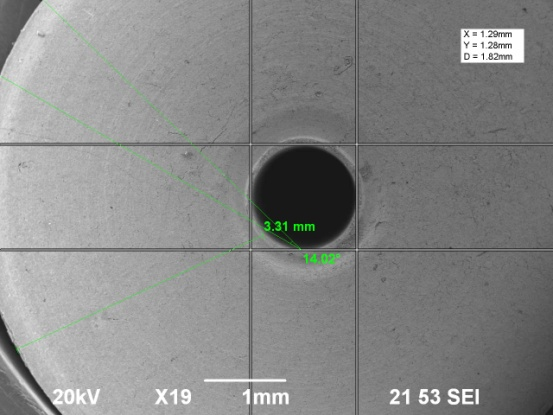 X = 1.29mm
Y = 1.28mm
D = 1.82mm
3.31 mm
14.02°
20kV X19 1mm 21 53 SEI